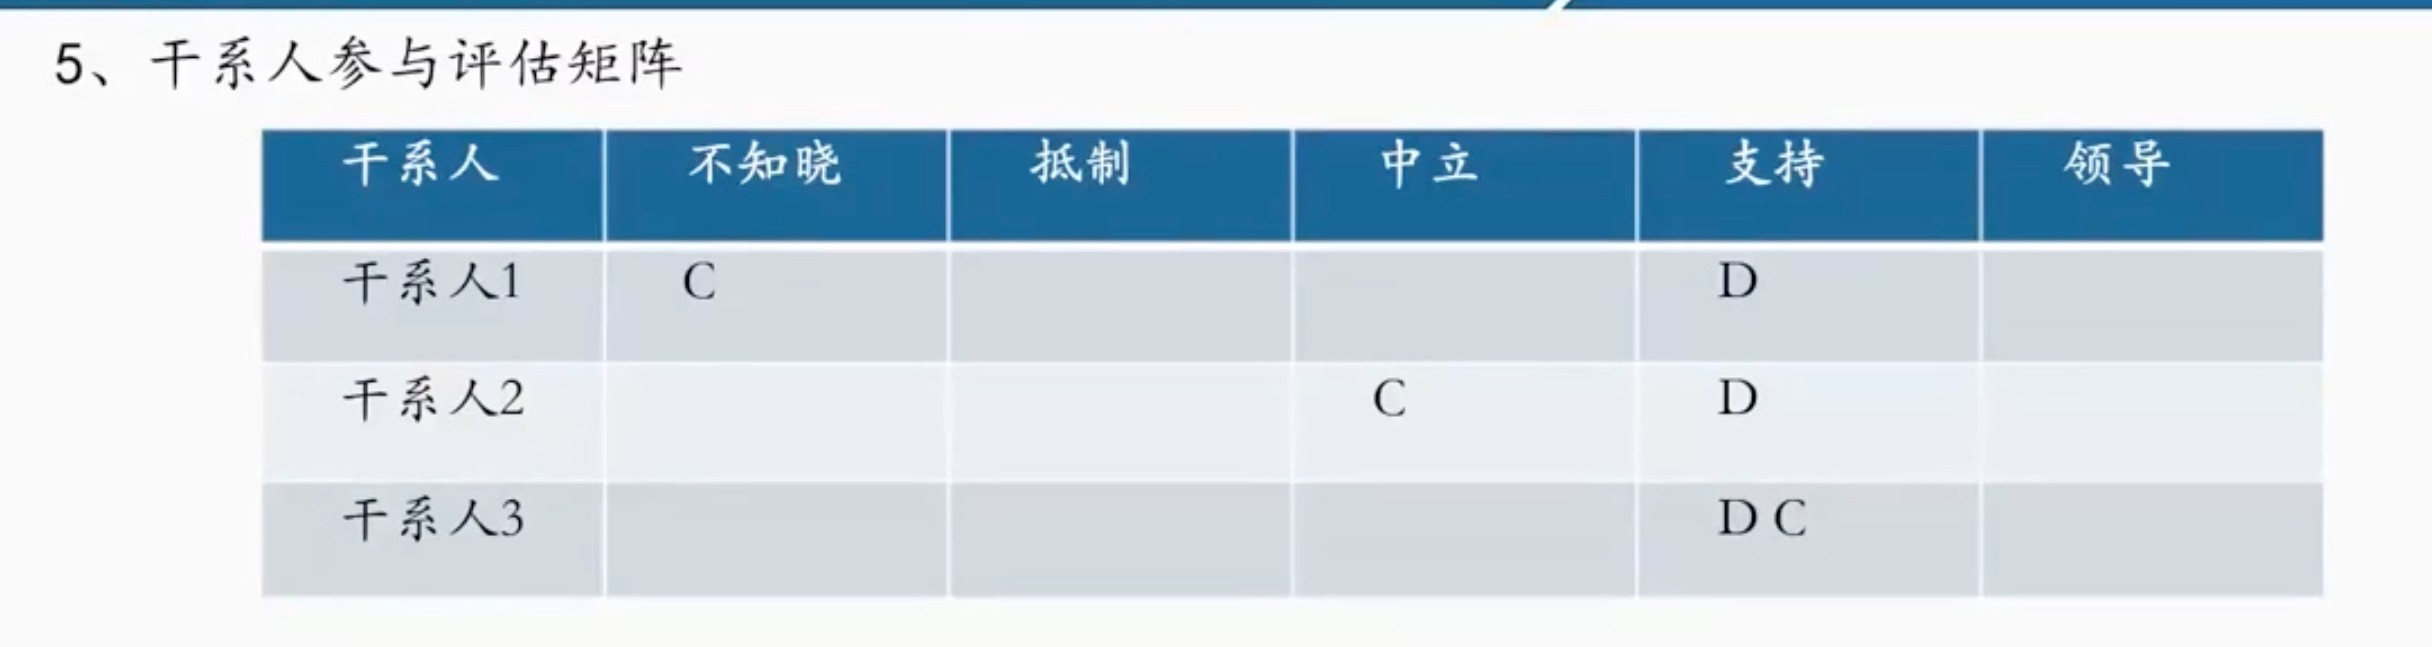 5、干系人参与评估矩阵
干系人 不知晓 抵制 中立 支持 领导
干系人1 C D
干系人2 C D
干系人3 D C